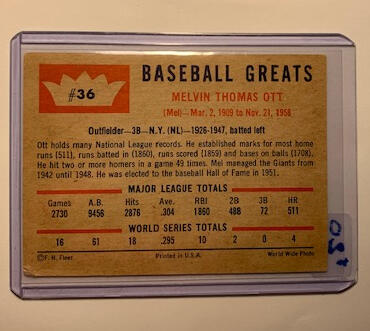 #36
BASEBALL GREATS
MELVIN THOMAS OTT
(Mel)—Mar. 2, 1909 to Nov. 21, 1958
Outfielder—3B—N.Y. (NL)—1926-1947, batted left
Ott holds many National League records. He established marks for most home
runs (511), runs batted in (1860), runs scored (1859) and bases on balls (1708).
He hit two or more homers in a game 49 times. Mel managed the Giants from
1942 until 1948. He was elected to the baseball Hall of Fame in 1951.
MAJOR LEAGUE TOTALS
Games A.B. Hits Ave. RBI 2B 3B HR
2730 9456 2876 .304 1860 488 72 511
WORLD SERIES TOTALS
16 61 18 .295 10 2 0 4
©F. H. Fleer Printed in U.S.A. World Wide Photo